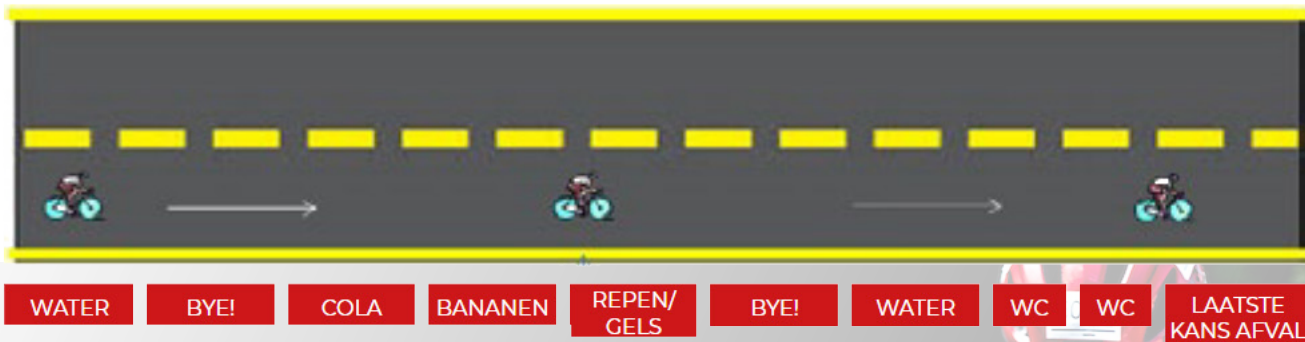 WATER
BYE!
COLA
BANANEN
REPEN/
GELS
BYE!
WATER
WC
WC
LAATSTE
KANS AFVAL